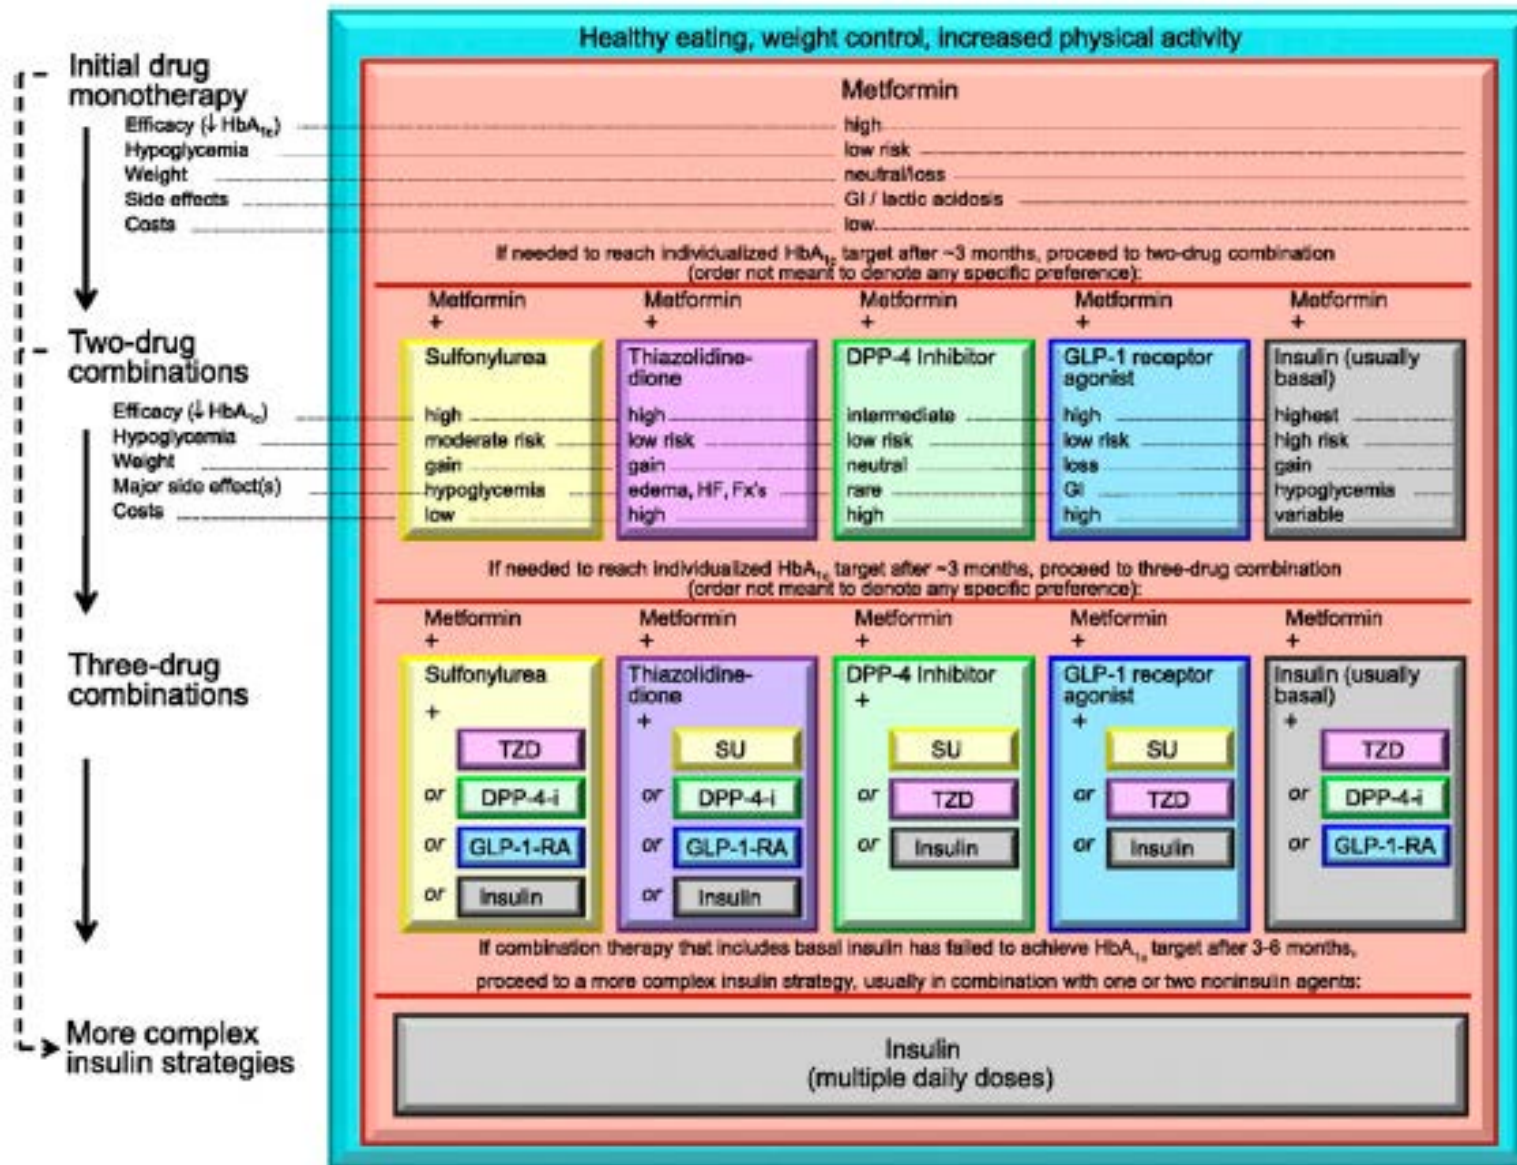 Healthy eating, weight control, increased physical activity
Initial drug
monotherapy
Metformin
Efficacy (↓ HbA1c) high
Hypoglycemia low risk
Weight neutral/loss
Side effects GI / lactic acidosis
Costs low
If needed to reach individualized HbA1c target after ~3 months, proceed to two-drug combination
(order not meant to denote any specific preference):
Metformin Metformin Metformin Metformin Metformin
+ + + + +
Two-drug
combinations
Sulfonylurea Thiazolidine- DPP-4 Inhibitor GLP-1 receptor Insulin (usually
dione agonist basal)
Efficacy (↓ HbA1c) high high intermediate high highest
Hypoglycemia moderate risk low risk low risk low risk high risk
Weight gain gain neutral loss gain
Major side effect(s) hypoglycemia edema, HF, Fx's rare GI hypoglycemia
Costs low high high high variable
If needed to reach individualized HbA1c target after ~3 months, proceed to three-drug combination
(order not meant to denote any specific preference):
Metformin Metformin Metformin Metformin Metformin
+ + + + +
Three-drug
combinations
Sulfonylurea Thiazolidine- DPP-4 Inhibitor GLP-1 receptor Insulin (usually
dione agonist basal)
+ + + + +
TZD SU SU SU TZD
or DPP-4-i or DPP-4-i or TZD or TZD or DPP-4-i
or GLP-1-RA or GLP-1-RA or Insulin or Insulin or GLP-1-RA
or Insulin or Insulin
If combination therapy that includes basal insulin has failed to achieve HbA1c target after 3-6 months,
proceed to a more complex insulin strategy, usually in combination with one or two noninsulin agents:
More complex
insulin strategies
Insulin
(multiple daily doses)